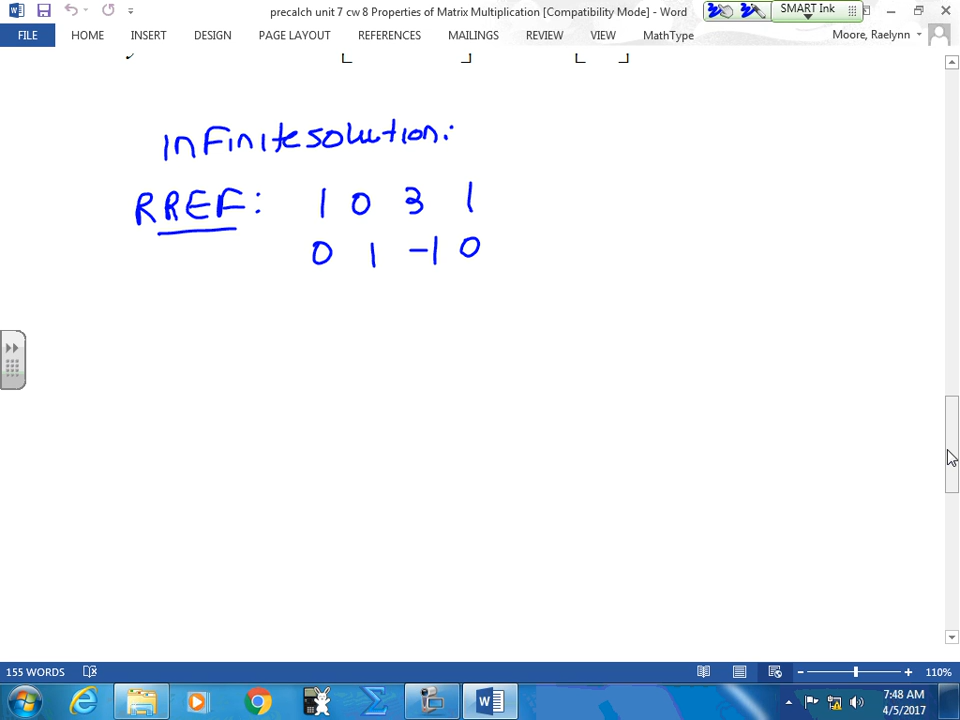 precalch unit 7 cw 8 Properties of Matrix Multiplication [Compatibility Mode] - Word
SMART Ink
FILE HOME INSERT DESIGN PAGE LAYOUT REFERENCES MAILINGS REVIEW VIEW MathType Moore, Raelynn
infinite solution:
RREF: 1 0 3 1
0 1 -1 0
155 WORDS 110%
7:48 AM
4/5/2017